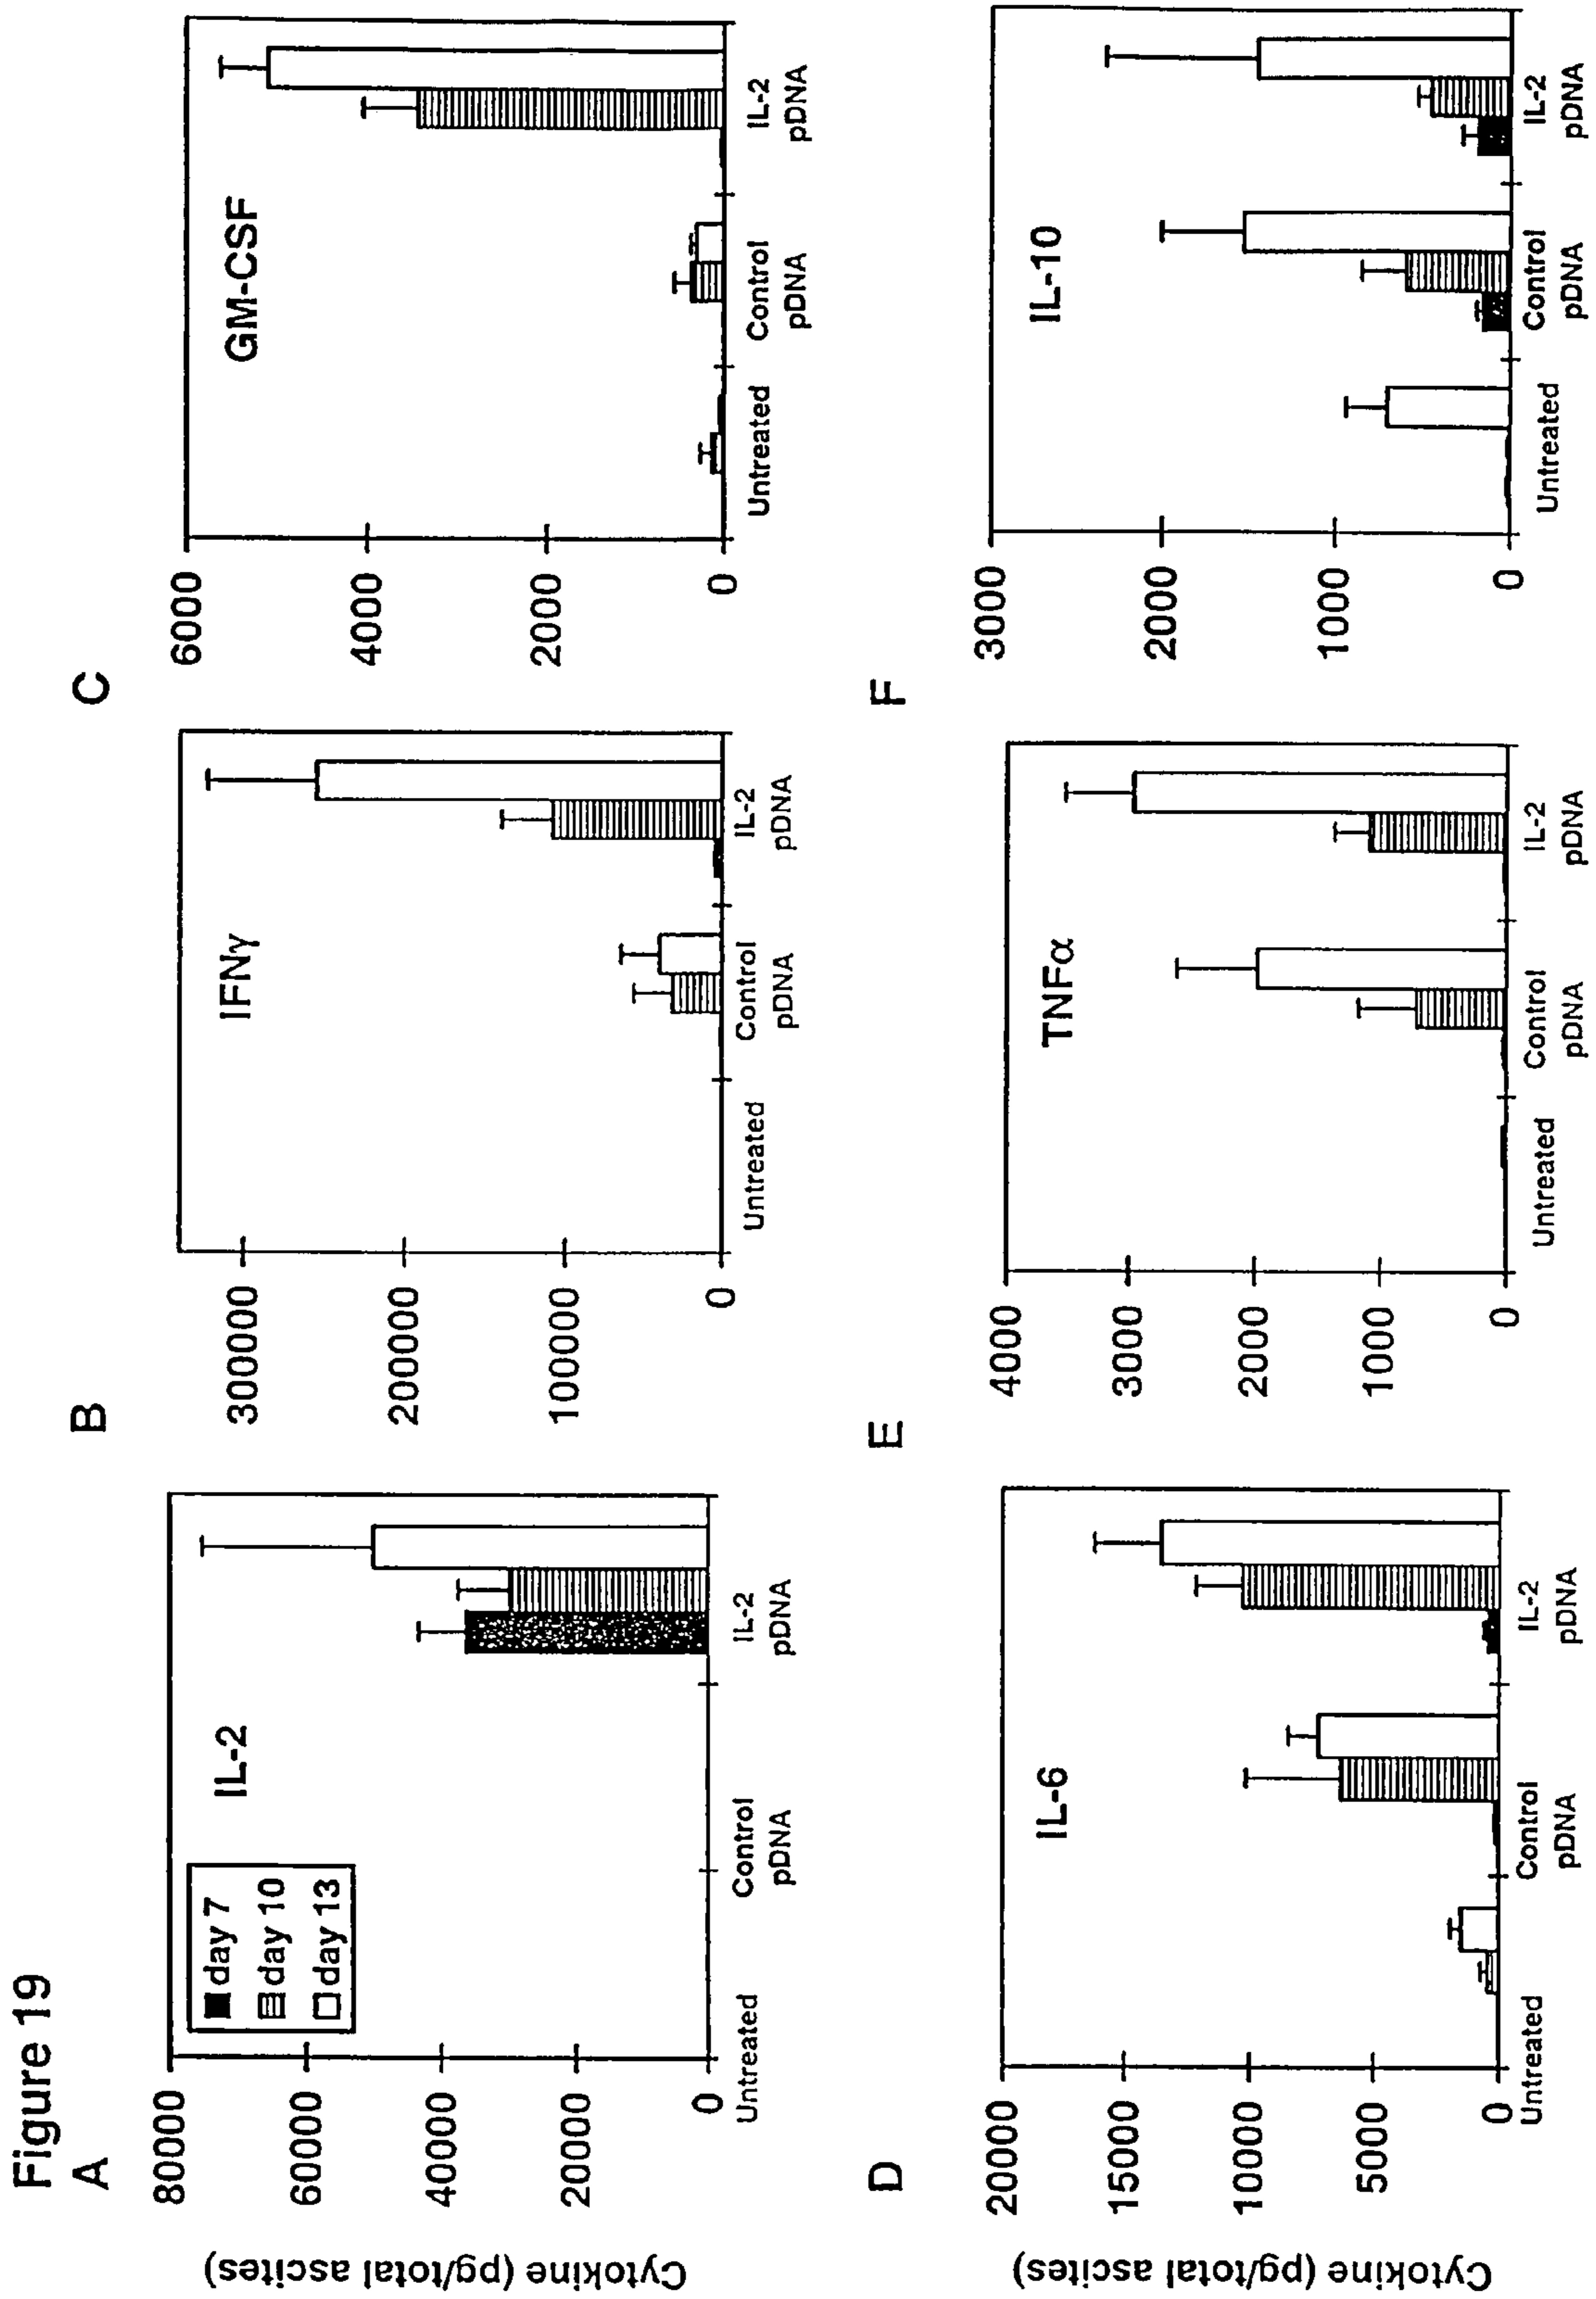 Figure 19
A
IL-2
day 7
day 10
day 13
80000
60000
40000
20000
0
Untreated
Control
pDNA
IL-2
pDNA
Cytokine (pg/total ascites)
B
IFNγ
300000
200000
100000
0
Untreated
Control
pDNA
IL-2
pDNA
C
GM-CSF
6000
4000
2000
0
Untreated
Control
pDNA
IL-2
pDNA
D
IL-6
20000
15000
10000
5000
0
Untreated
Control
pDNA
IL-2
pDNA
Cytokine (pg/total ascites)
E
TNFα
4000
3000
2000
1000
0
Untreated
Control
pDNA
IL-2
pDNA
F
IL-10
3000
2000
1000
0
Untreated
Control
pDNA
IL-2
pDNA